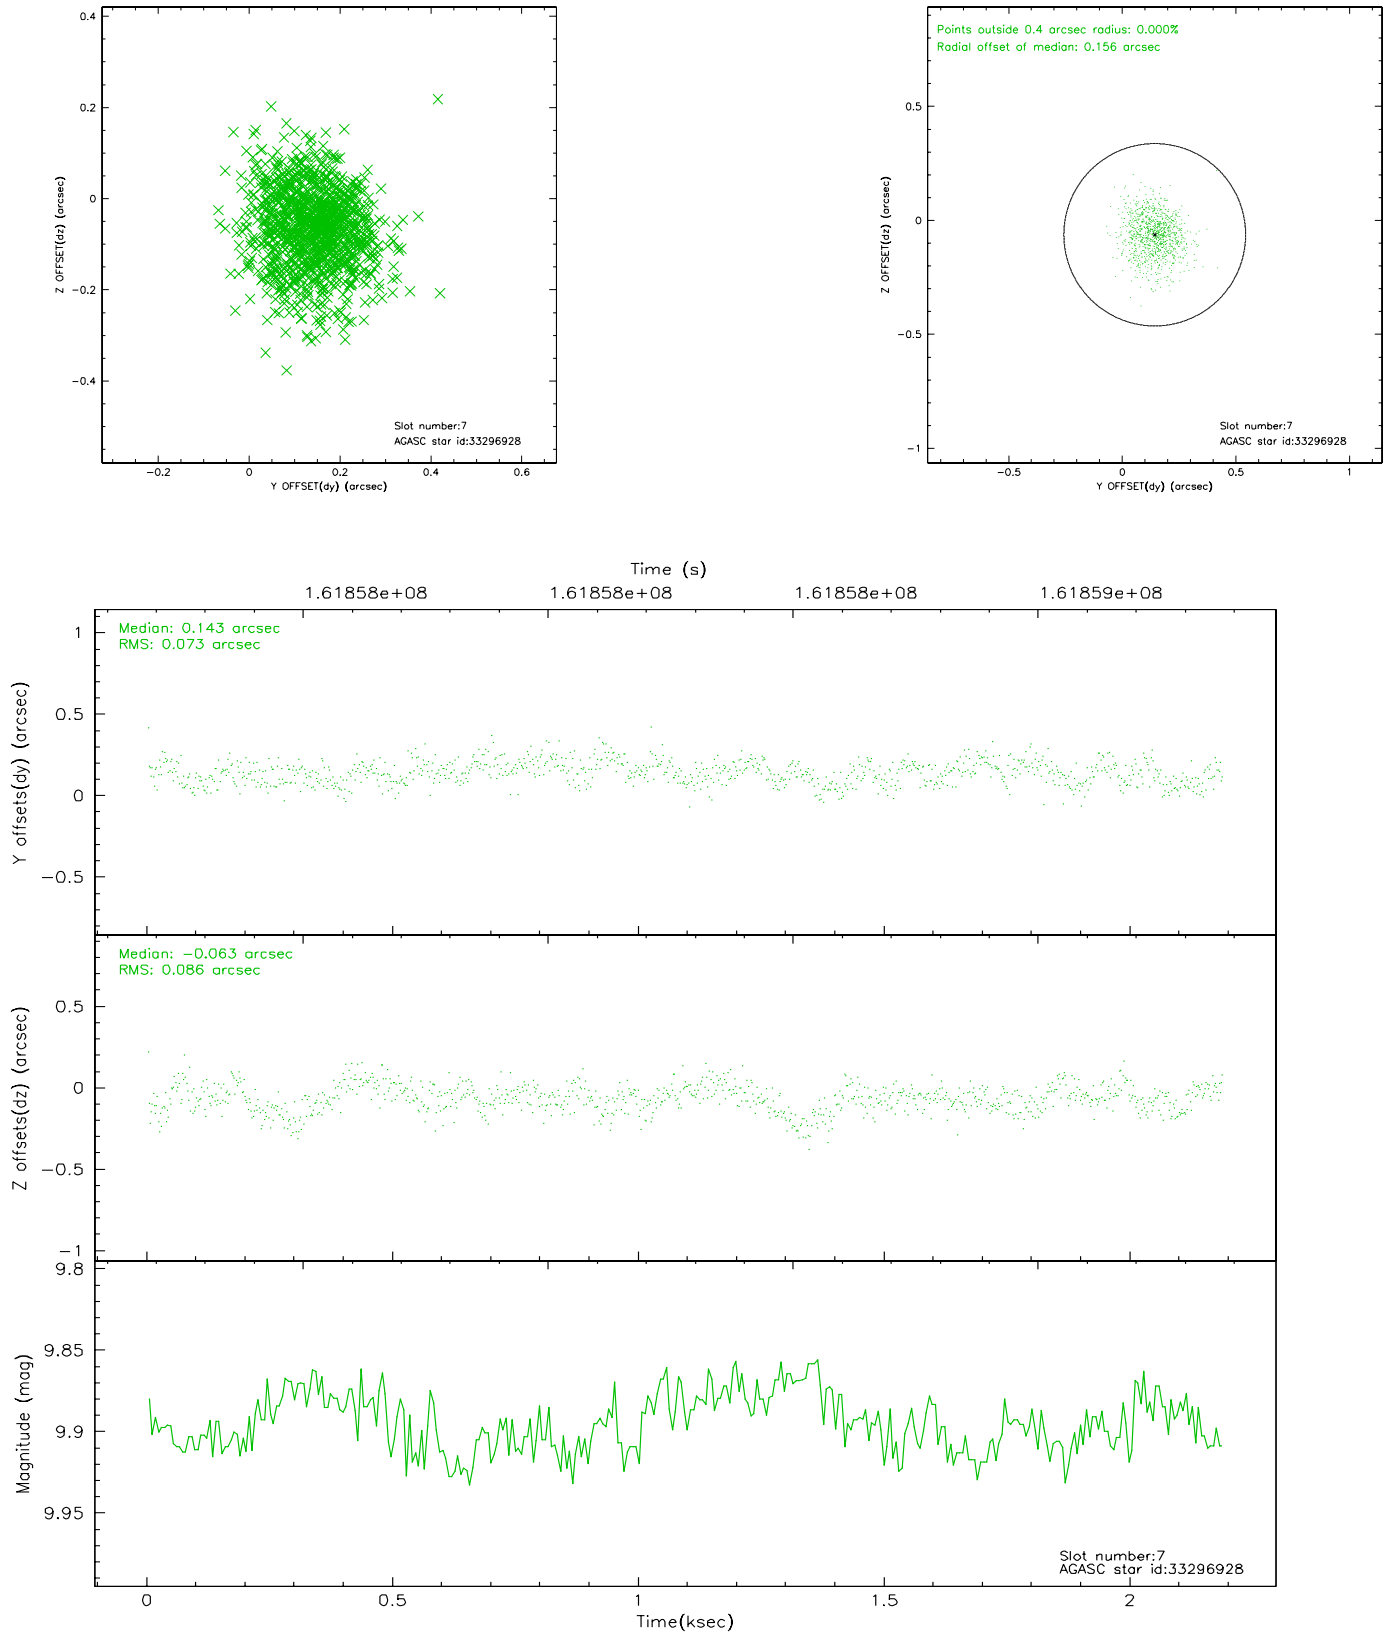 0.4
0.2
0
−0.2
−0.4
Z OFFSET(dz) (arcsec)
Slot number:7
AGASC star id:33296928
−0.2 0 0.2 0.4 0.6
Y OFFSET(dy) (arcsec)
Points outside 0.4 arcsec radius: 0.000%
Radial offset of median: 0.156 arcsec
0.5
0
−0.5
−1
Z OFFSET(dz) (arcsec)
Slot number:7
AGASC star id:33296928
−0.5 0 0.5 1
Y OFFSET(dy) (arcsec)
Time (s)
1.61858e+08 1.61858e+08 1.61858e+08 1.61859e+08
Median: 0.143 arcsec
RMS: 0.073 arcsec
1
0.5
0
−0.5
Y offsets(dy) (arcsec)
Median: −0.063 arcsec
RMS: 0.086 arcsec
0.5
0
−0.5
−1
Z offsets(dz) (arcsec)
9.8
9.85
9.9
9.95
Magnitude (mag)
Slot number:7
AGASC star id:33296928
0 0.5 1 1.5 2
Time(ksec)